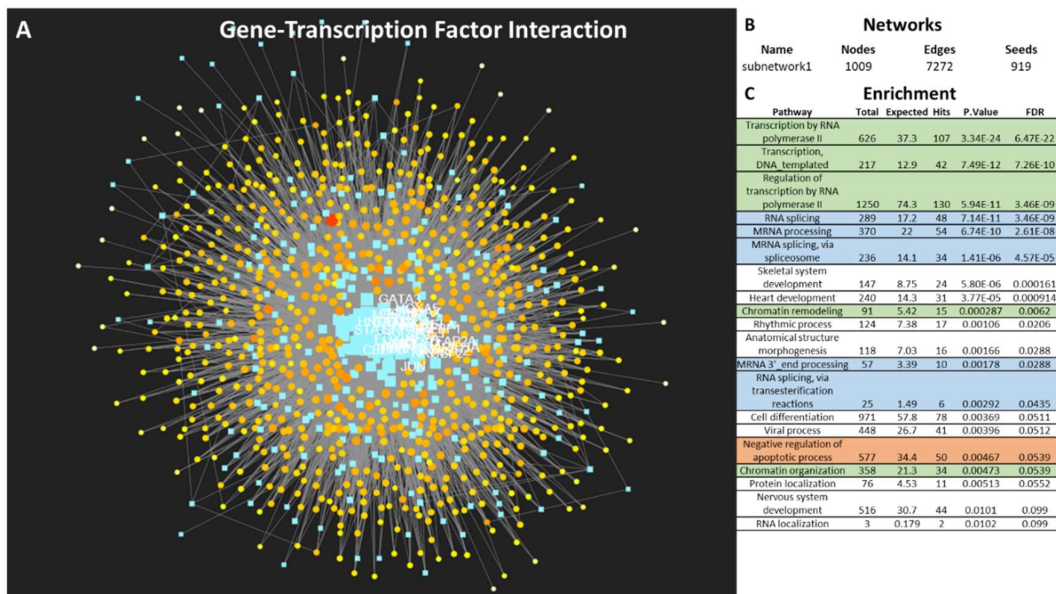 A
Gene-Transcription Factor Interaction
GATA3
JUN
B Networks
Name Nodes Edges Seeds
subnetwork1 1009 7272 919
C Enrichment
Pathway Total Expected Hits P.Value FDR
Transcription by RNA
polymerase II 626 37.3 107 3.34E-24 6.47E-22
Transcription,
DNA_templated 217 12.9 42 7.49E-12 7.26E-10
Regulation of
transcription by RNA
polymerase II 1250 74.3 130 5.94E-11 3.46E-09
RNA splicing 289 17.2 48 7.14E-11 3.46E-09
MRNA processing 370 22 54 6.74E-10 2.61E-08
MRNA splicing, via
spliceosome 236 14.1 34 1.41E-06 4.57E-05
Skeletal system
development 147 8.75 24 5.80E-06 0.000161
Heart development 240 14.3 31 3.77E-05 0.000914
Chromatin remodeling 91 5.42 15 0.000287 0.0062
Rhythmic process 124 7.38 17 0.00106 0.0206
Anatomical structure
morphogenesis 118 7.03 16 0.00166 0.0288
MRNA 3'_end processing 57 3.39 10 0.00178 0.0288
RNA splicing, via
transesterification
reactions 25 1.49 6 0.00292 0.0435
Cell differentiation 971 57.8 78 0.00369 0.0511
Viral process 448 26.7 41 0.00396 0.0512
Negative regulation of
apoptotic process 577 34.4 50 0.00467 0.0539
Chromatin organization 358 21.3 34 0.00473 0.0539
Protein localization 76 4.53 11 0.00513 0.0552
Nervous system
development 516 30.7 44 0.0101 0.099
RNA localization 3 0.179 2 0.0102 0.099